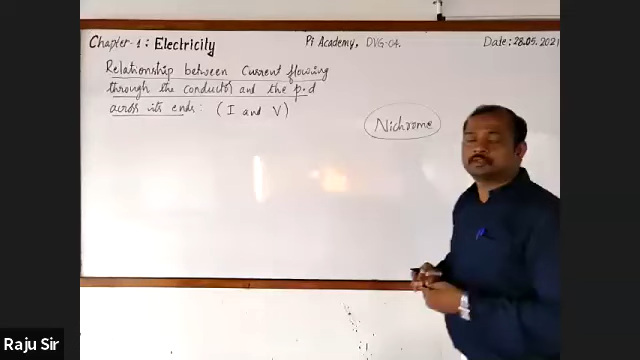 Chapter-1: Electricity
Pi Academy, DVG-04.
Date: 28.05.2021
Relationship between current flowing
through the conductor and the p.d
across its ends: (I and V)
Nichrome
Raju Sir